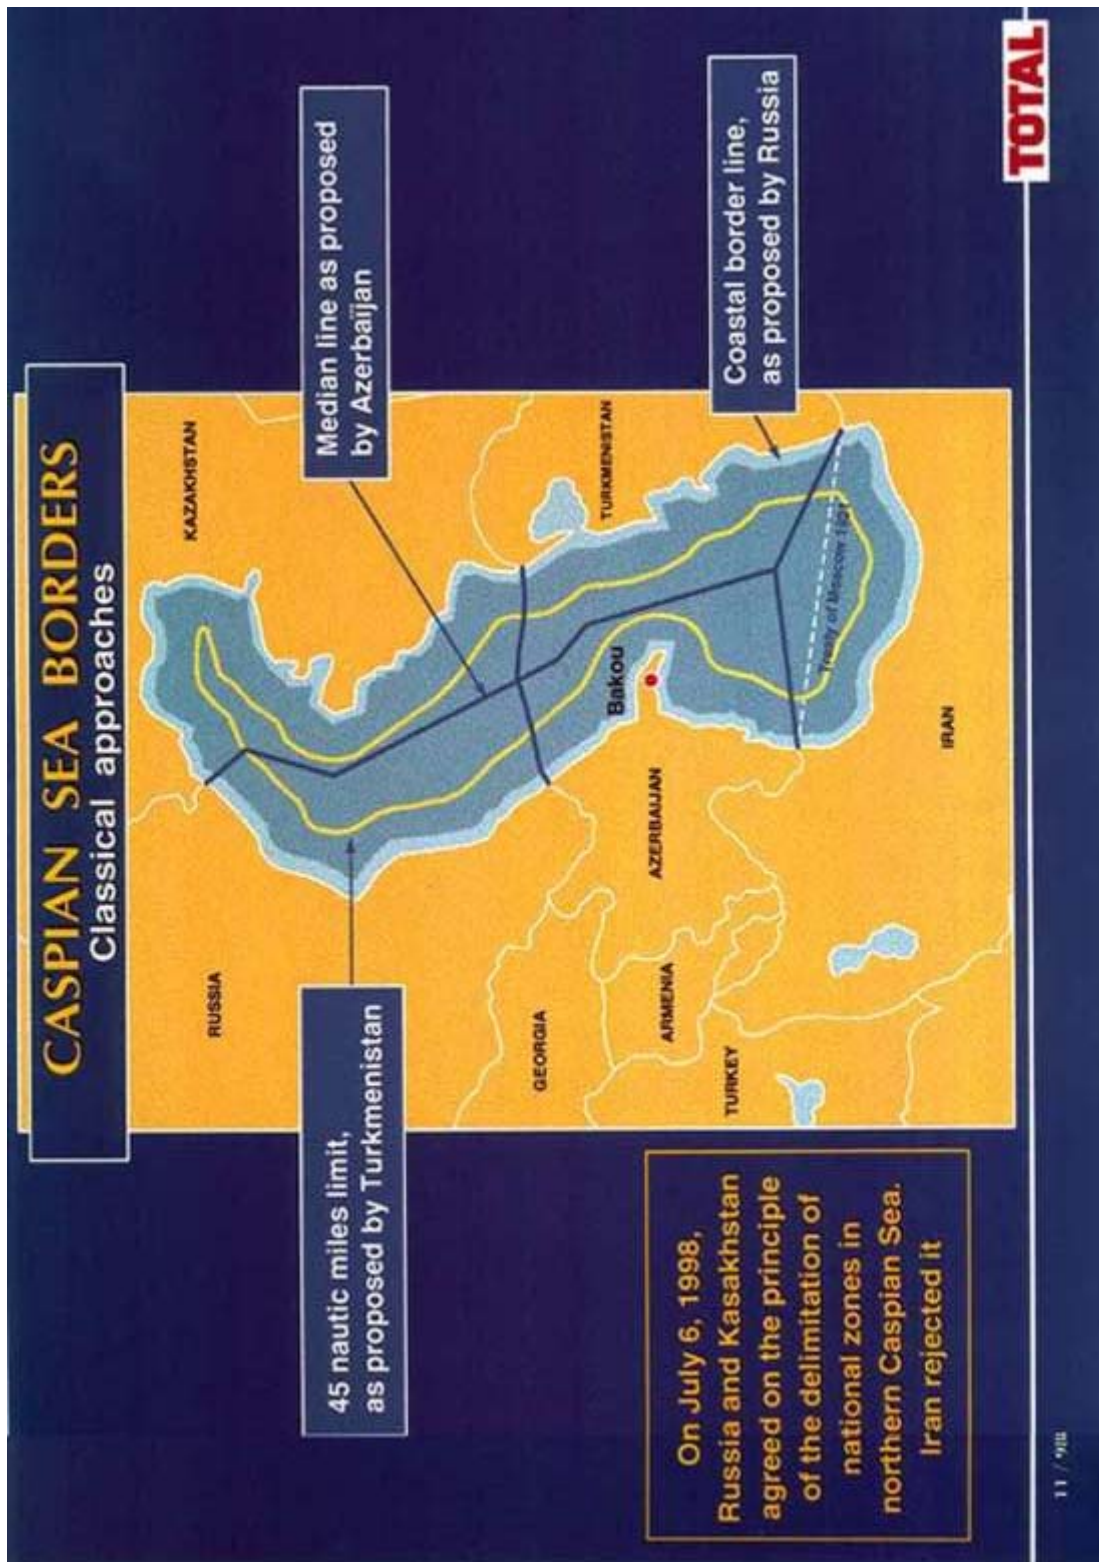 CASPIAN SEA BORDERS
Classical approaches
KAZAKHSTAN
RUSSIA
Median line as proposed
by Azerbaïjan
45 nautic miles limit,
as proposed by Turkmenistan
TURKMENISTAN
GEORGIA
Bakou
AZERBAIJAN
ARMENIA
TURKEY
Coastal border line,
as proposed by Russia
Treaty of Moscow
IRAN
On July 6, 1998,
Russia and Kasakhstan
agreed on the principle
of the delimitation of
national zones in
northern Caspian Sea.
Iran rejected it
TOTAL